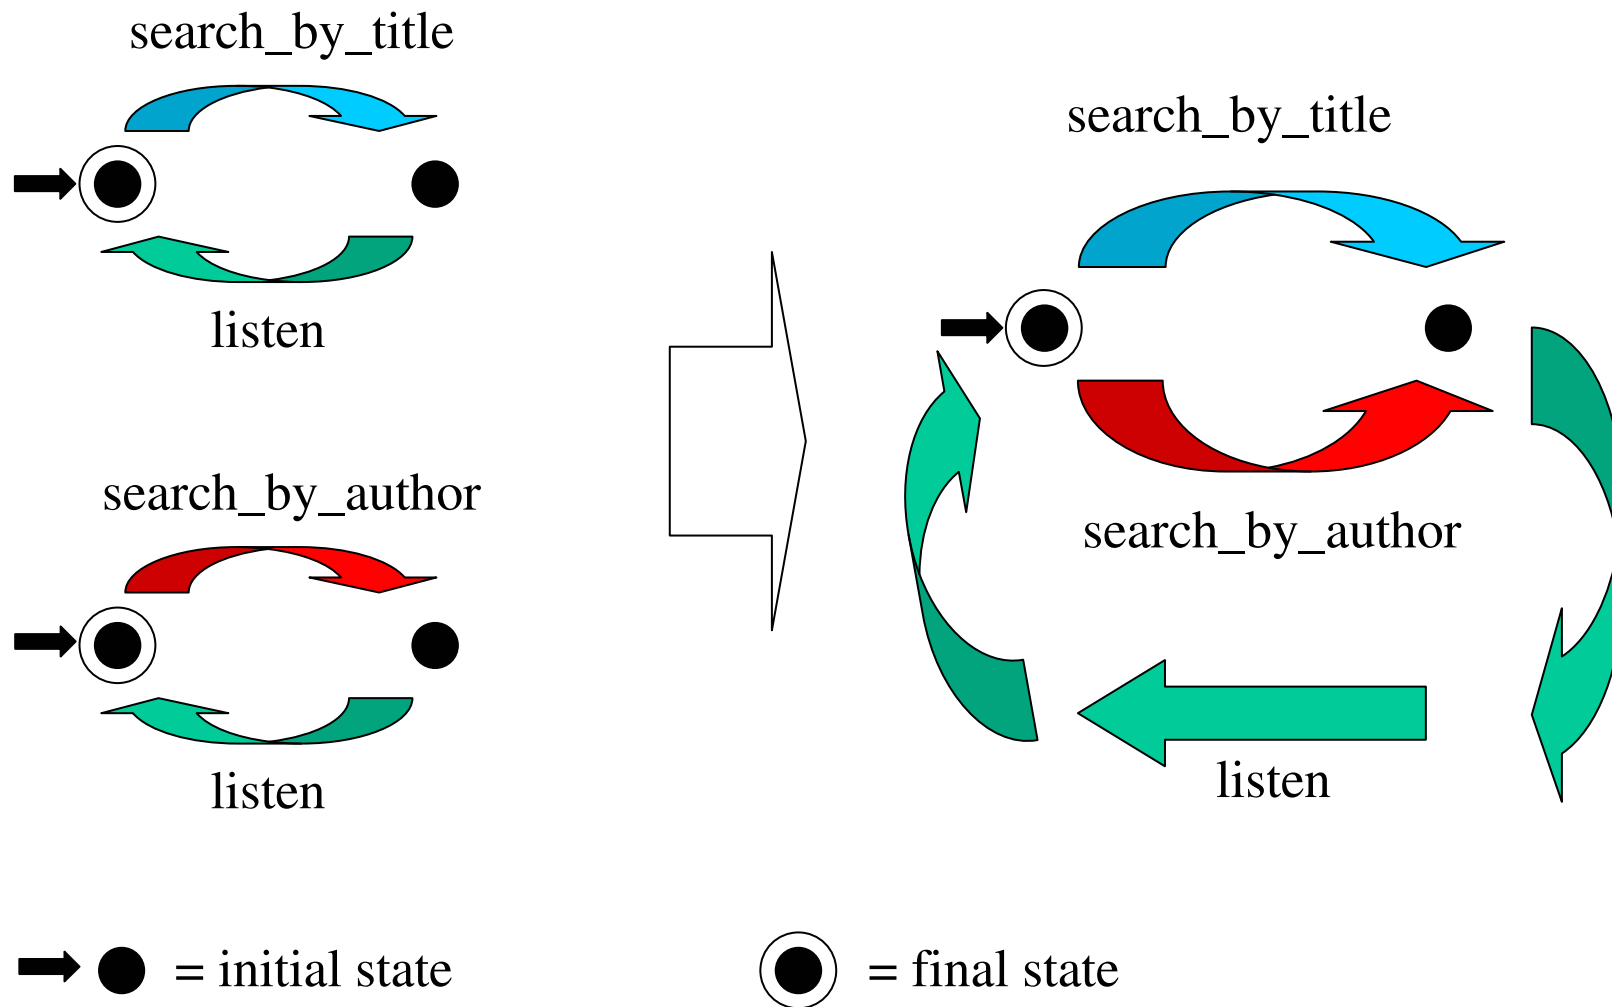 search_by_title
listen
search_by_author
listen
search_by_title
search_by_author
listen
= initial state
= final state